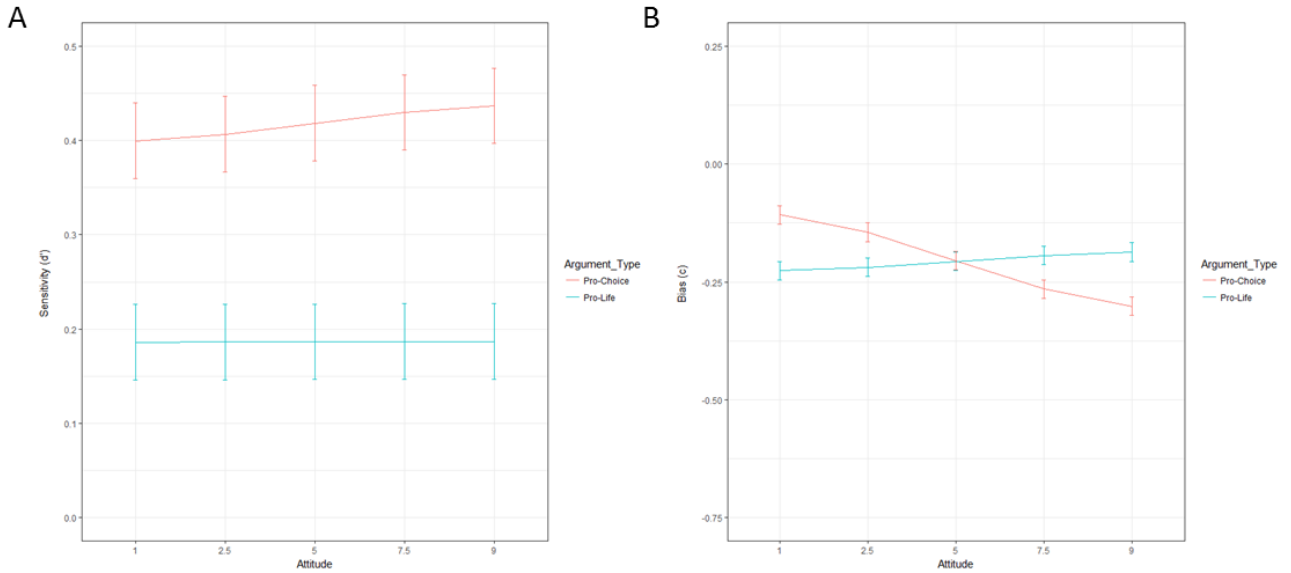 A
0.5
0.4
0.3
0.2
0.1
0.0
Sensitivity (d')
1 2.5 5 7.5 9
Attitude
Argument_Type
Pro-Choice
Pro-Life
B
0.25
0.00
-0.25
-0.50
-0.75
Bias (c)
1 2.5 5 7.5 9
Attitude
Argument_Type
Pro-Choice
Pro-Life